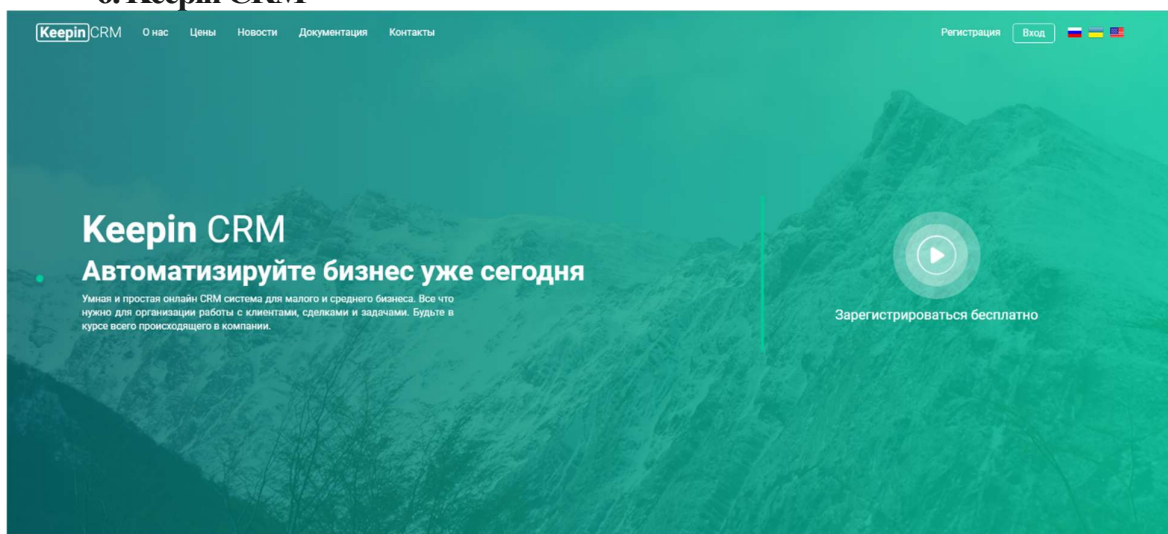 6. Keepin CRM
Keepin CRM О нас Цены Новости Документация Контакты Регистрация Вход
Keepin CRM
Автоматизируйте бизнес уже сегодня
Умная и простая онлайн CRM система для малого и среднего бизнеса. Все что
нужно для организации работы с клиентами, сделками и задачами. Будьте в
курсе всего происходящего в компании.
Зарегистрироваться бесплатно